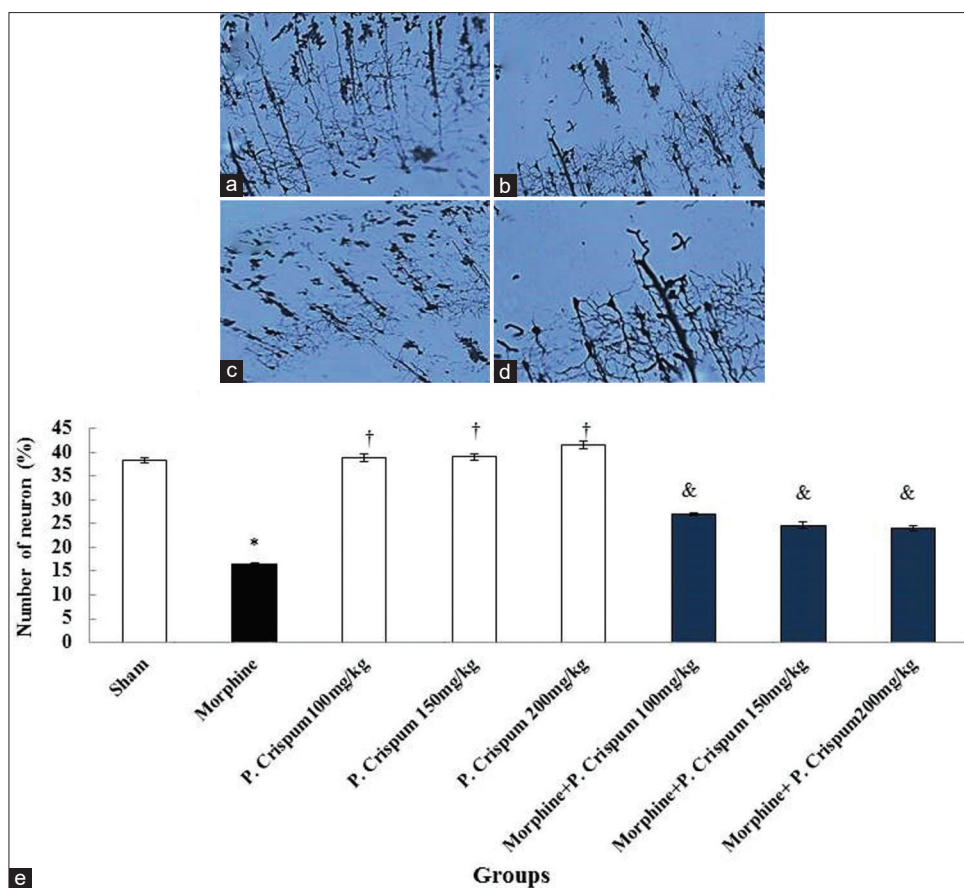 a
b
c
d
45
40
35
30
25
20
15
10
5
0
Number of neuron (%)
*
†
†
†
&
&
&
Sham
Morphine
P. Crispum100mg/kg
P. Crispum 150mg/kg
P. Crispum 200mg/kg
Morphine+P. Crispum 100mg/kg
Morphine+P. Crispum 150mg/kg
Morphine+ P. Crispum200mg/kg
Groups
e